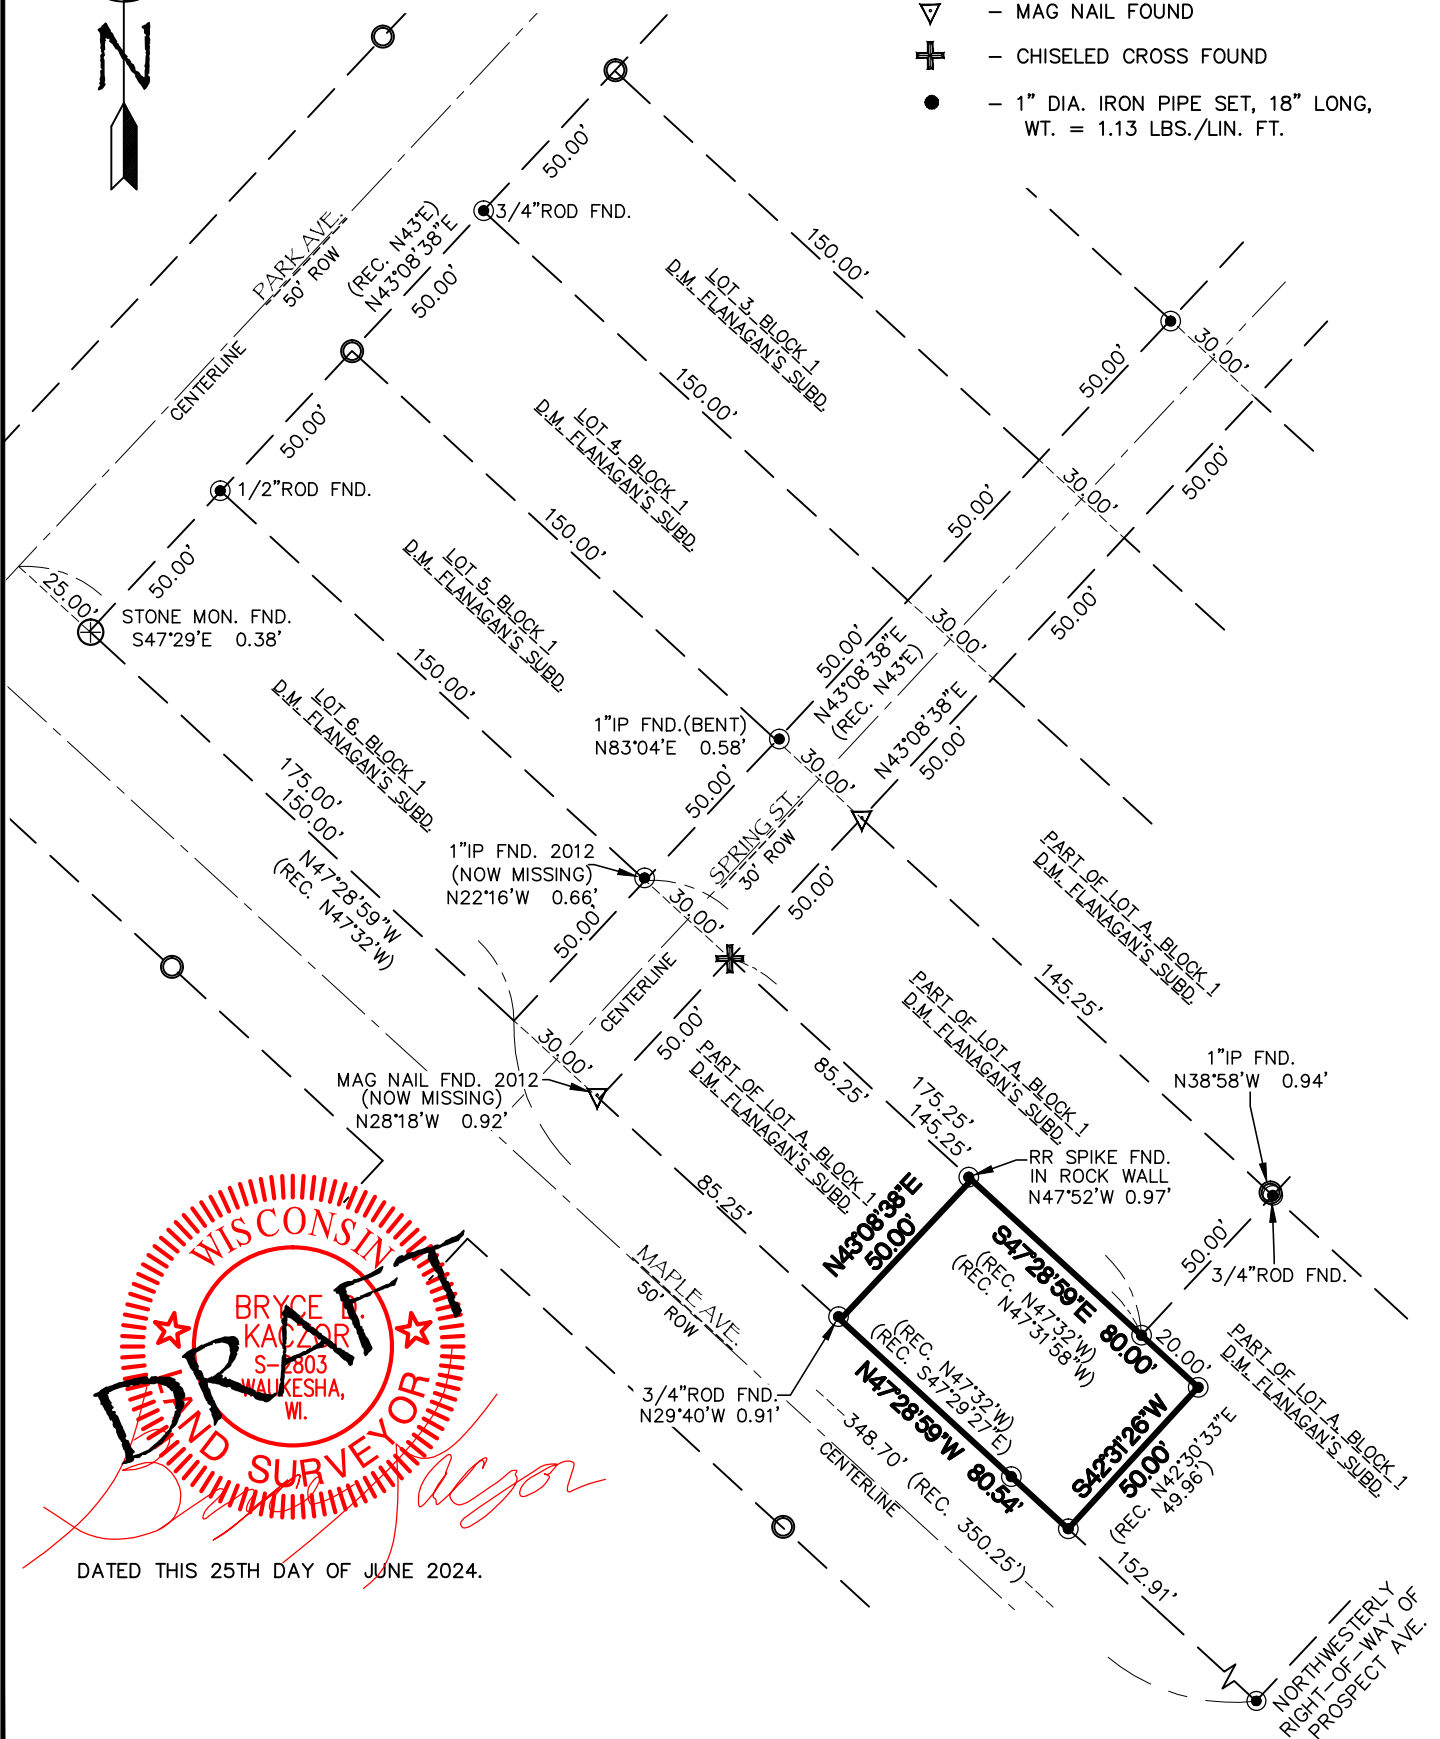 N
– MAG NAIL FOUND
– CHISELED CROSS FOUND
– 1" DIA. IRON PIPE SET, 18" LONG,
WT. = 1.13 LBS./LIN. FT.
50.00'
3/4"ROD FND.
PARK AVE.
50' ROW
(REC. N43°E)
N43°08'38"E
50.00'
CENTERLINE
150.00'
LOT 3, BLOCK 1
D.M. FLANAGAN'S SUBD.
30.00'
50.00'
50.00'
150.00'
LOT 4, BLOCK 1
D.M. FLANAGAN'S SUBD.
50.00'
30.00'
50.00'
1/2"ROD FND.
150.00'
LOT 5, BLOCK 1
D.M. FLANAGAN'S SUBD.
50.00'
25.00'
STONE MON. FND.
S47°29'E 0.38'
50.00'
N43°08'38"E
(REC. N43°E)
30.00'
50.00'
150.00'
LOT 6, BLOCK 1
D.M. FLANAGAN'S SUBD.
1"IP FND.(BENT)
N83°04'E 0.58'
30.00'
N43°08'38"E
50.00'
175.00'
150.00'
N47°28'59"W
(REC. N47°32'W)
50.00'
SPRING ST.
30' ROW
1"IP FND. 2012
(NOW MISSING)
N22°16'W 0.66'
30.00'
50.00'
50.00'
CENTERLINE
PART OF LOT A, BLOCK 1
D.M. FLANAGAN'S SUBD.
145.25'
PART OF LOT A, BLOCK 1
D.M. FLANAGAN'S SUBD.
30.00'
50.00'
MAG NAIL FND. 2012
(NOW MISSING)
N28°18'W 0.92'
PART OF LOT A, BLOCK 1
D.M. FLANAGAN'S SUBD.
85.25'
175.25'
145.25'
1"IP FND.
N38°58'W 0.94'
RR SPIKE FND.
IN ROCK WALL
N47°52'W 0.97'
85.25'
N43°08'38"E
50.00'
S47°28'59"E 80.00'
(REC. N47°32'W)
(REC. N47°31'58"W)
50.00'
3/4"ROD FND.
20.00'
MAPLE AVE.
50' ROW
(REC. N47°32'W)
(REC. S47°29'27"E)
N47°28'59"W 80.54'
3/4"ROD FND.
N29°40'W 0.91'
S42°31'26"W
50.00'
(REC. N42°30'33"E
49.96')
PART OF LOT A, BLOCK 1
D.M. FLANAGAN'S SUBD.
348.70' (REC. 350.25')
CENTERLINE
152.91'
NORTHWESTERLY
RIGHT–OF–WAY OF
PROSPECT AVE.
WISCONSIN
BRYCE D.
KACZOR
S–2803
WAUKESHA,
WI.
LAND SURVEYOR
DRAFT
Bryce Kaczor
DATED THIS 25TH DAY OF JUNE 2024.